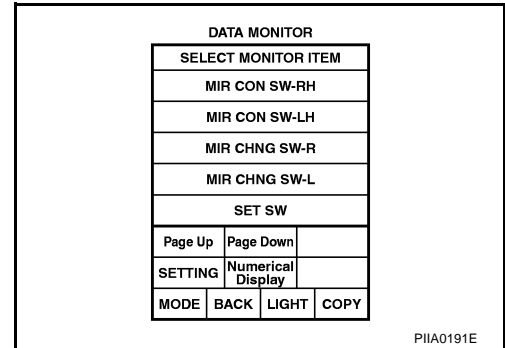 DATA MONITOR
SELECT MONITOR ITEM
MIR CON SW-RH
MIR CON SW-LH
MIR CHNG SW-R
MIR CHNG SW-L
SET SW
Page Up Page Down
SETTING Numerical
Display
MODE BACK LIGHT COPY
PIIA0191E